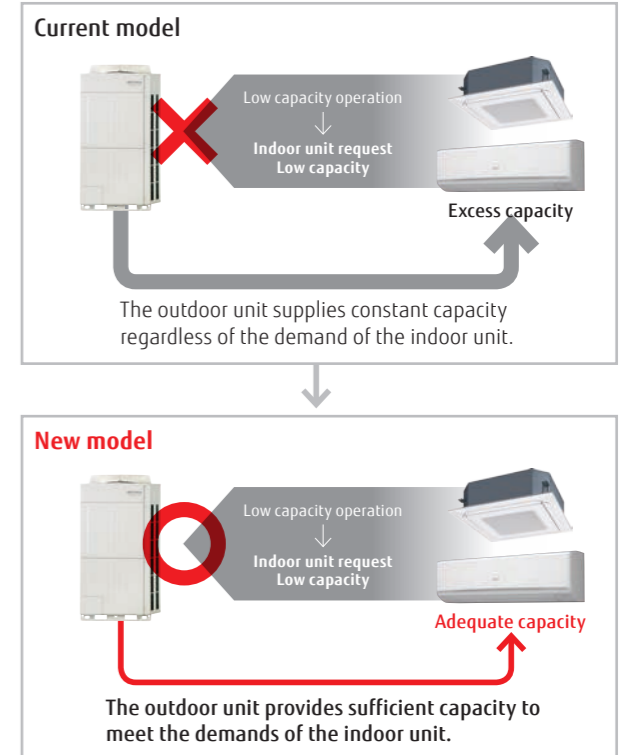 Current model
Low capacity operation
↓
Indoor unit request
Low capacity
Excess capacity
The outdoor unit supplies constant capacity
regardless of the demand of the indoor unit.
New model
Low capacity operation
↓
Indoor unit request
Low capacity
Adequate capacity
The outdoor unit provides sufficient capacity to
meet the demands of the indoor unit.